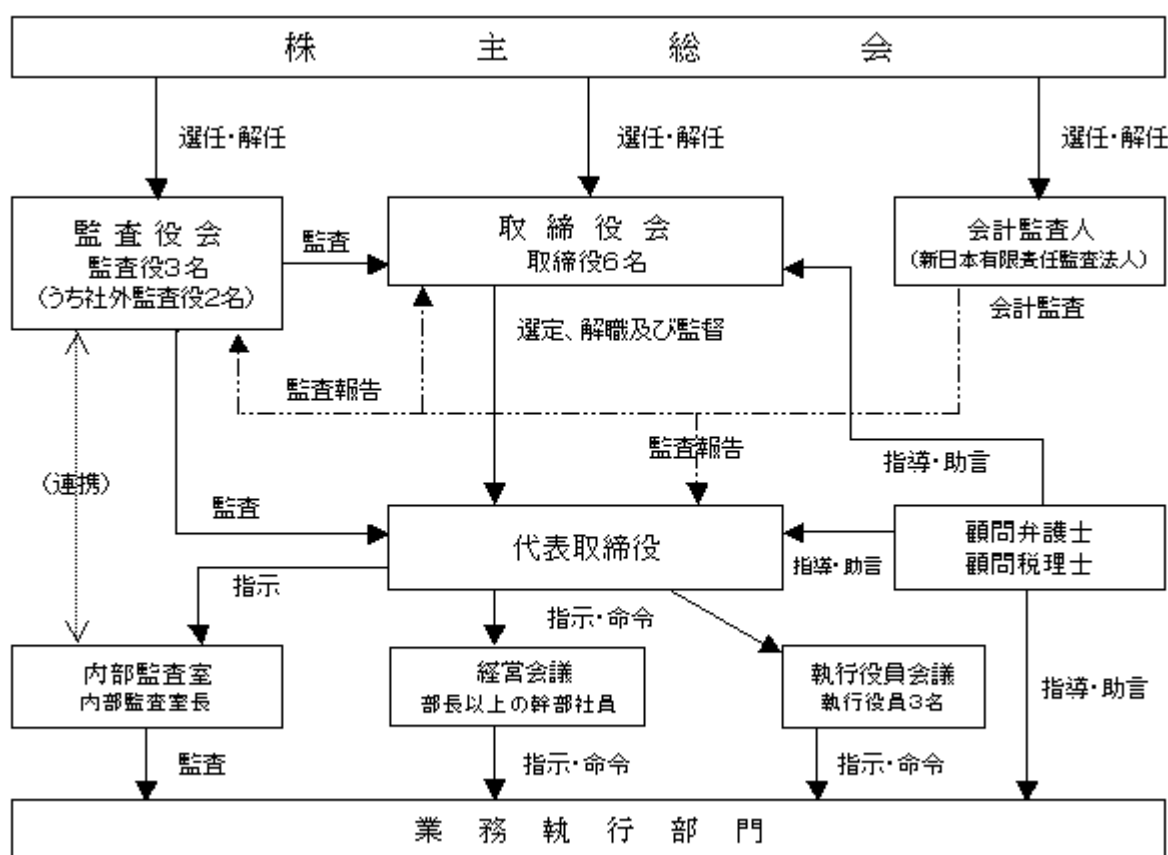 株主総会
選任・解任
選任・解任
選任・解任
監査役会
監査役3名
(うち社外監査役2名)
監査
取締役会
取締役6名
会計監査人
(新日本有限責任監査法人)
会計監査
選定、解職及び監督
監査報告
監査報告
指導・助言
(連携)
監査
代表取締役
指導・助言
顧問弁護士
顧問税理士
指示
指示・命令
内部監査室
内部監査室長
経営会議
部長以上の幹部社員
執行役員会議
執行役員3名
指導・助言
監査
指示・命令
指示・命令
業務執行部門